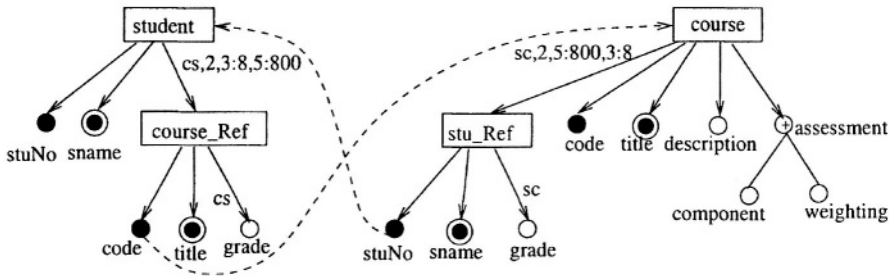 student
course
cs,2,3:8,5:800
sc,2,5:800,3:8
stuNo
sname
course_Ref
stu_Ref
code
title
description
+
assessment
cs
sc
component
weighting
code
title
grade
stuNo
sname
grade